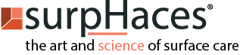 surpHaces®
the art and science of surface care